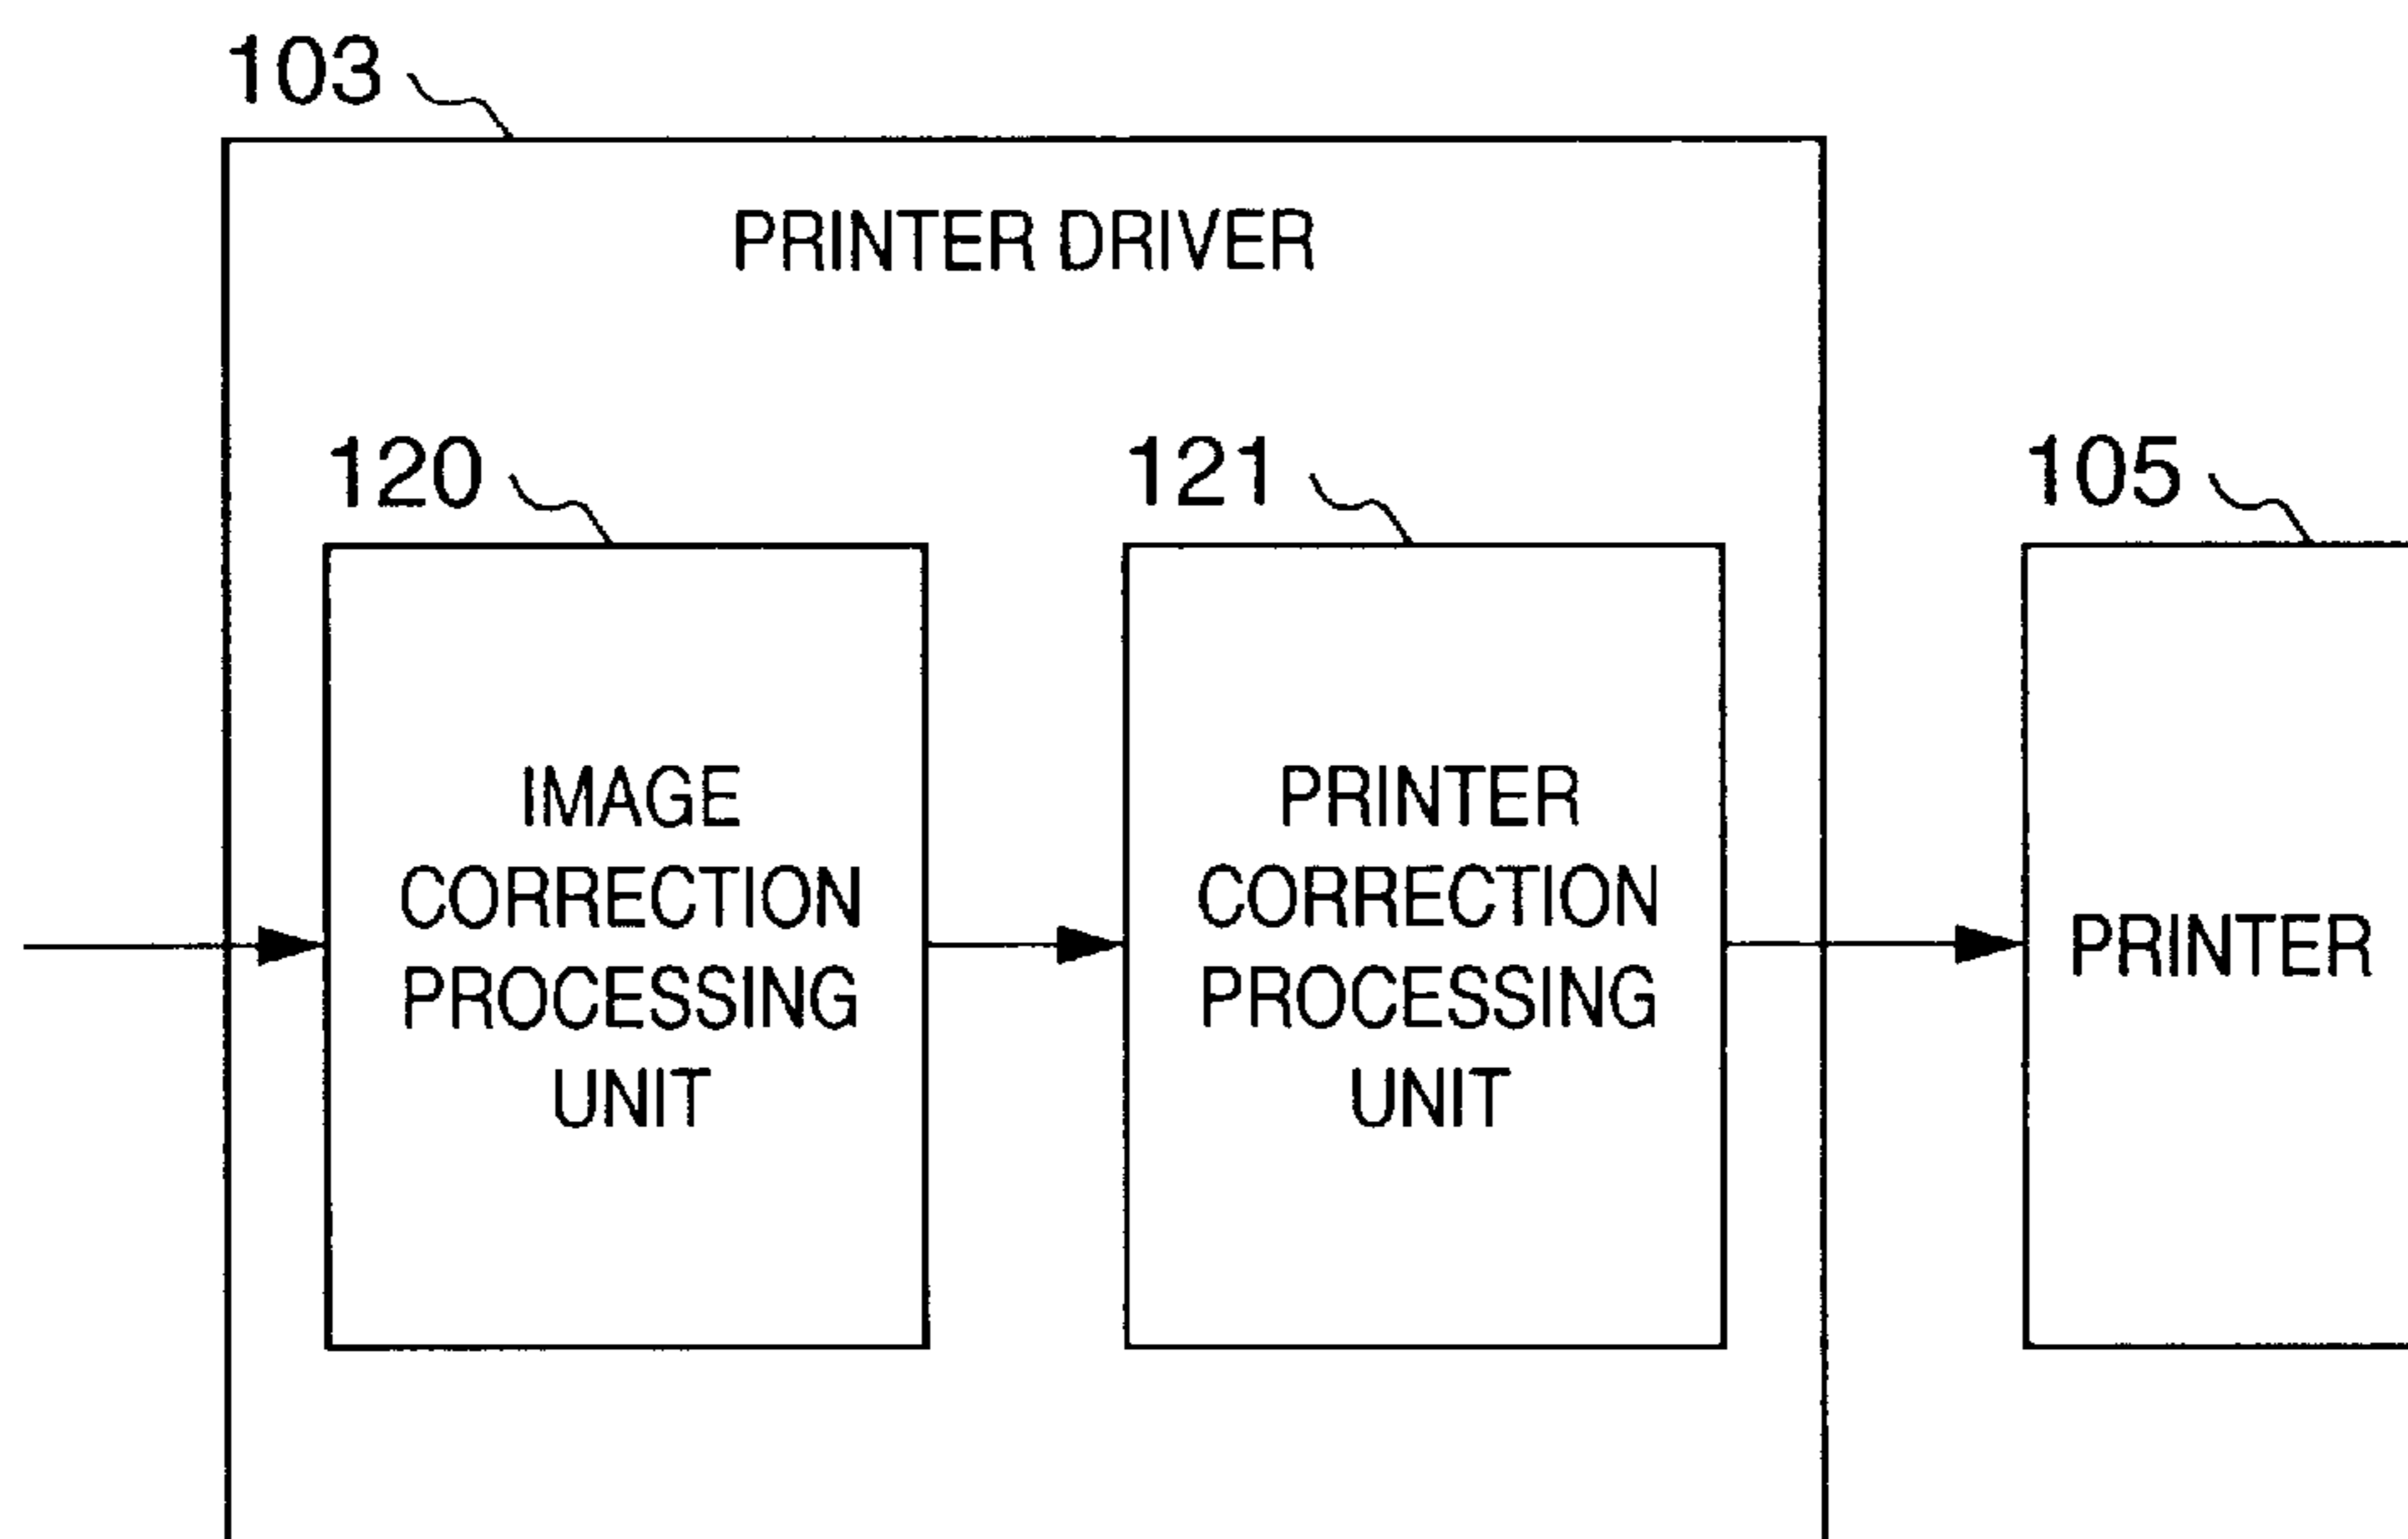 103
PRINTER DRIVER
120
121
105
IMAGE
CORRECTION
PROCESSING
UNIT
PRINTER
CORRECTION
PROCESSING
UNIT
PRINTER